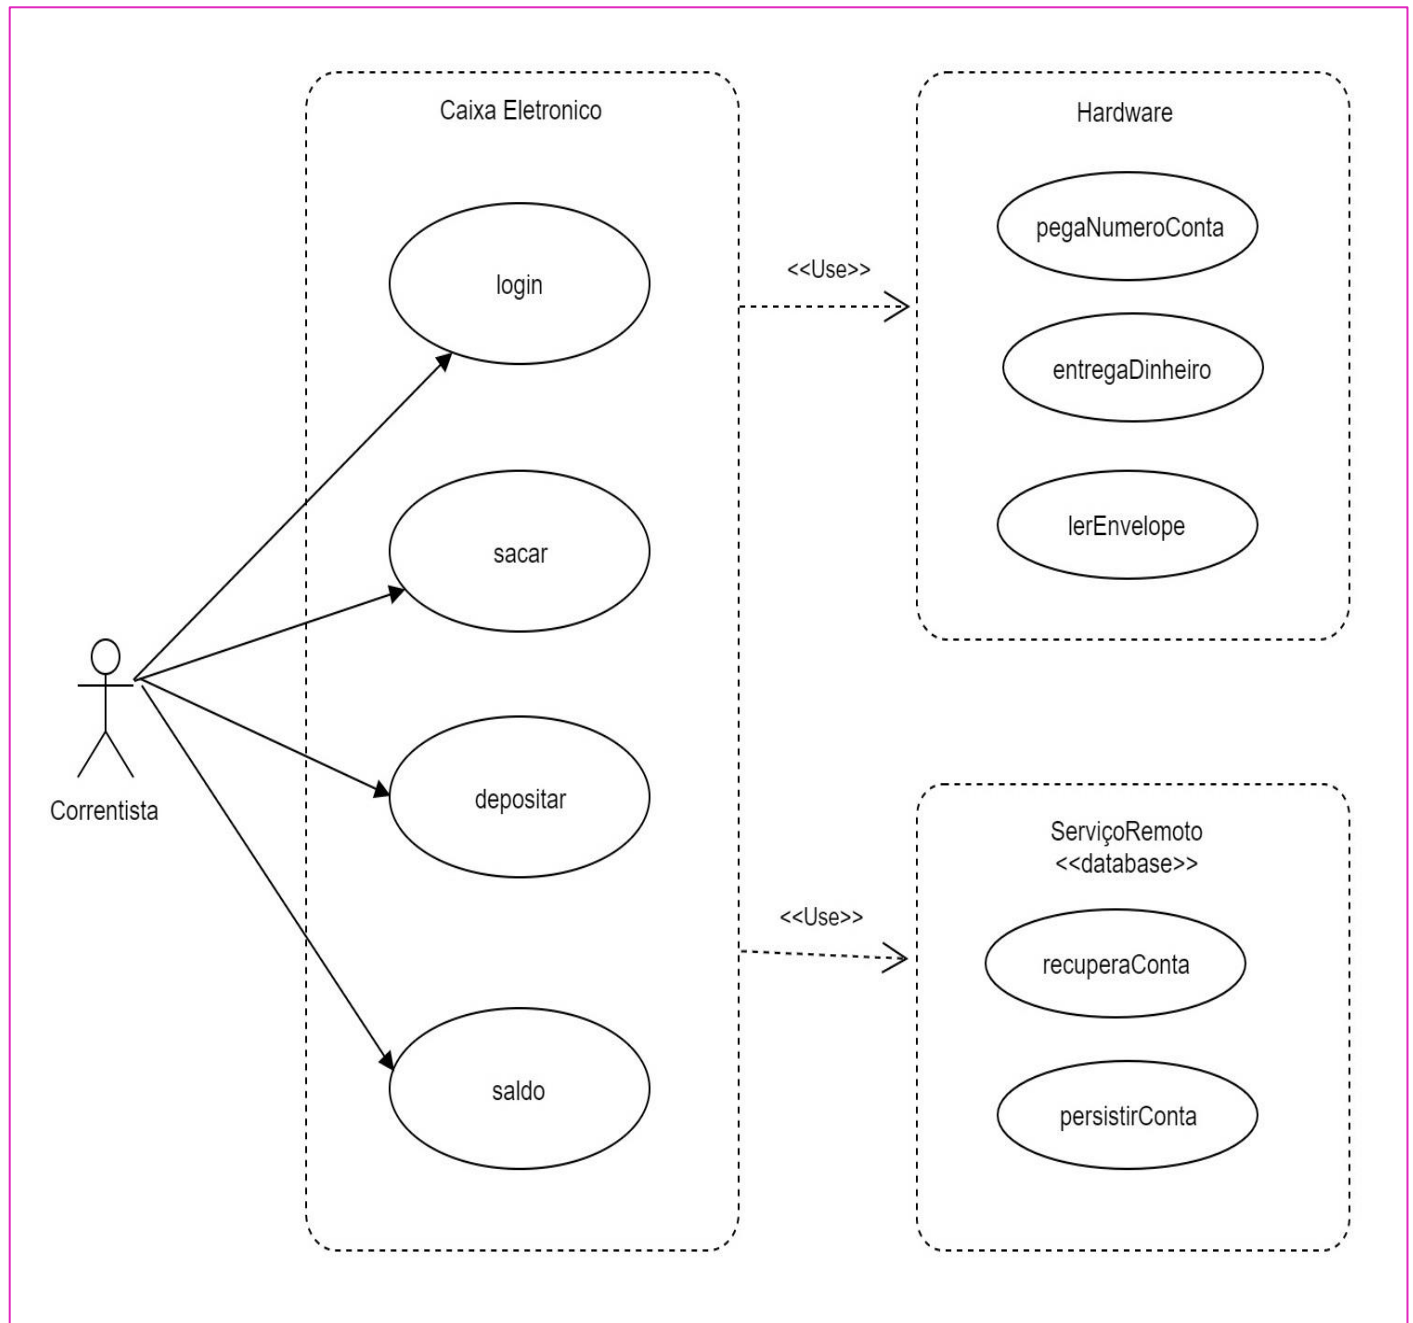 Caixa Eletronico
login
sacar
depositar
saldo
Correntista
<<Use>>
<<Use>>
Hardware
pegaNumeroConta
entregaDinheiro
lerEnvelope
ServiçoRemoto
<<database>>
recuperaConta
persistirConta